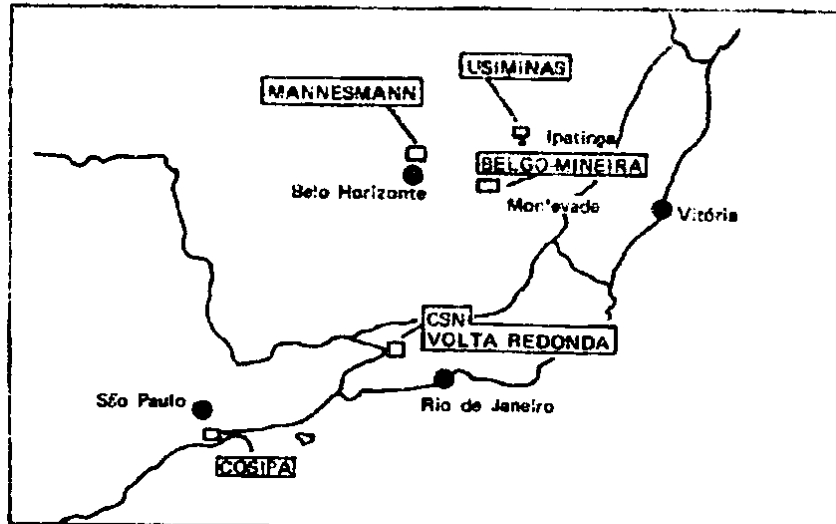 USIMINAS
MANNESMANN
Ipatinga
BELGO-MINEIRA
Belo Horizonte
Monlevade
Vitória
CSN
VOLTA REDONDA
São Paulo
Rio de Janeiro
COSIPA